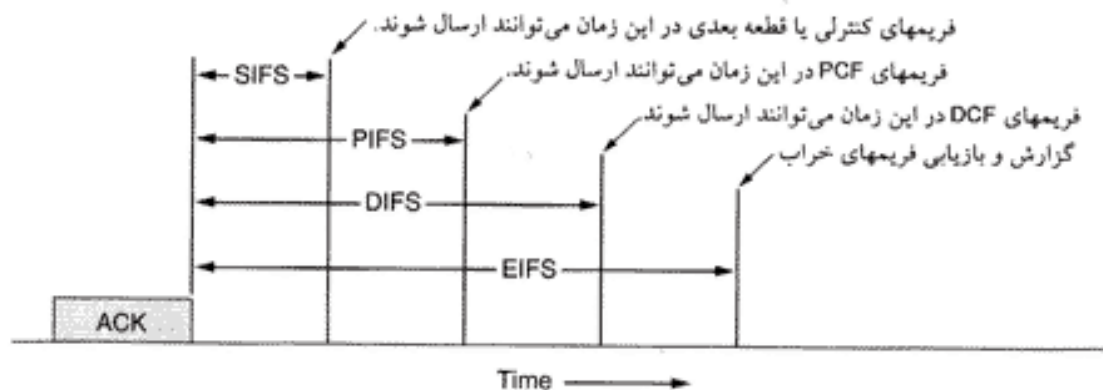 فریمهای کنترلی یا قطعه بعدی در این زمان می‌توانند ارسال شوند.
SIFS
فریمهای PCF در این زمان می‌توانند ارسال شوند.
PIFS
فریمهای DCF در این زمان می‌توانند ارسال شوند.
گزارش و بازیابی فریمهای خراب
DIFS
EIFS
ACK
Time